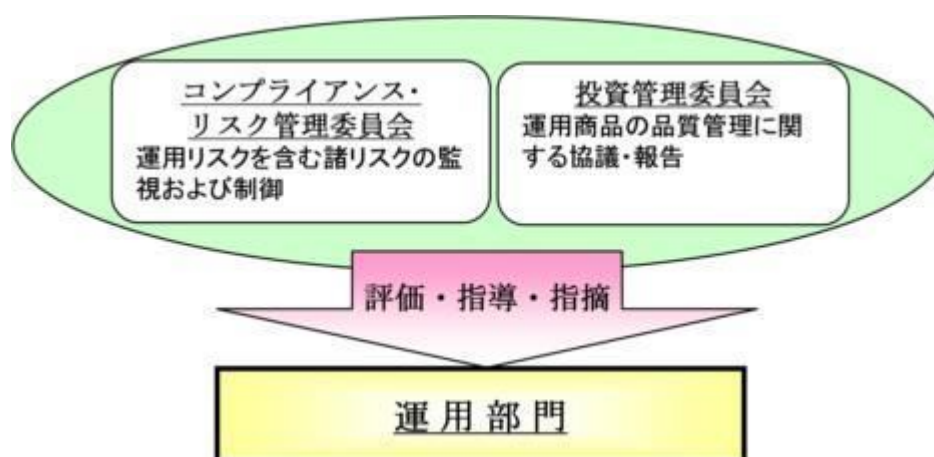 コンプライアンス・
リスク管理委員会
運用リスクを含む諸リスクの監
視および制御
投資管理委員会
運用商品の品質管理に関
する協議・報告
評価・指導・指摘
運用部門